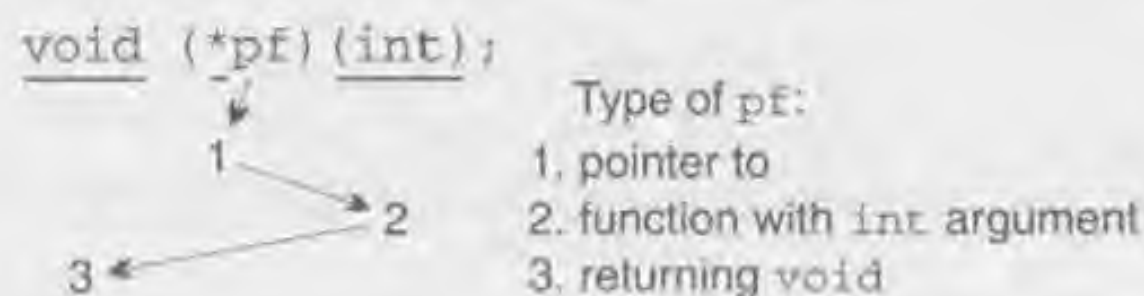 void (*pf)(int);
Type of pf:
1
1. pointer to
2
2. function with int argument
3
3. returning void